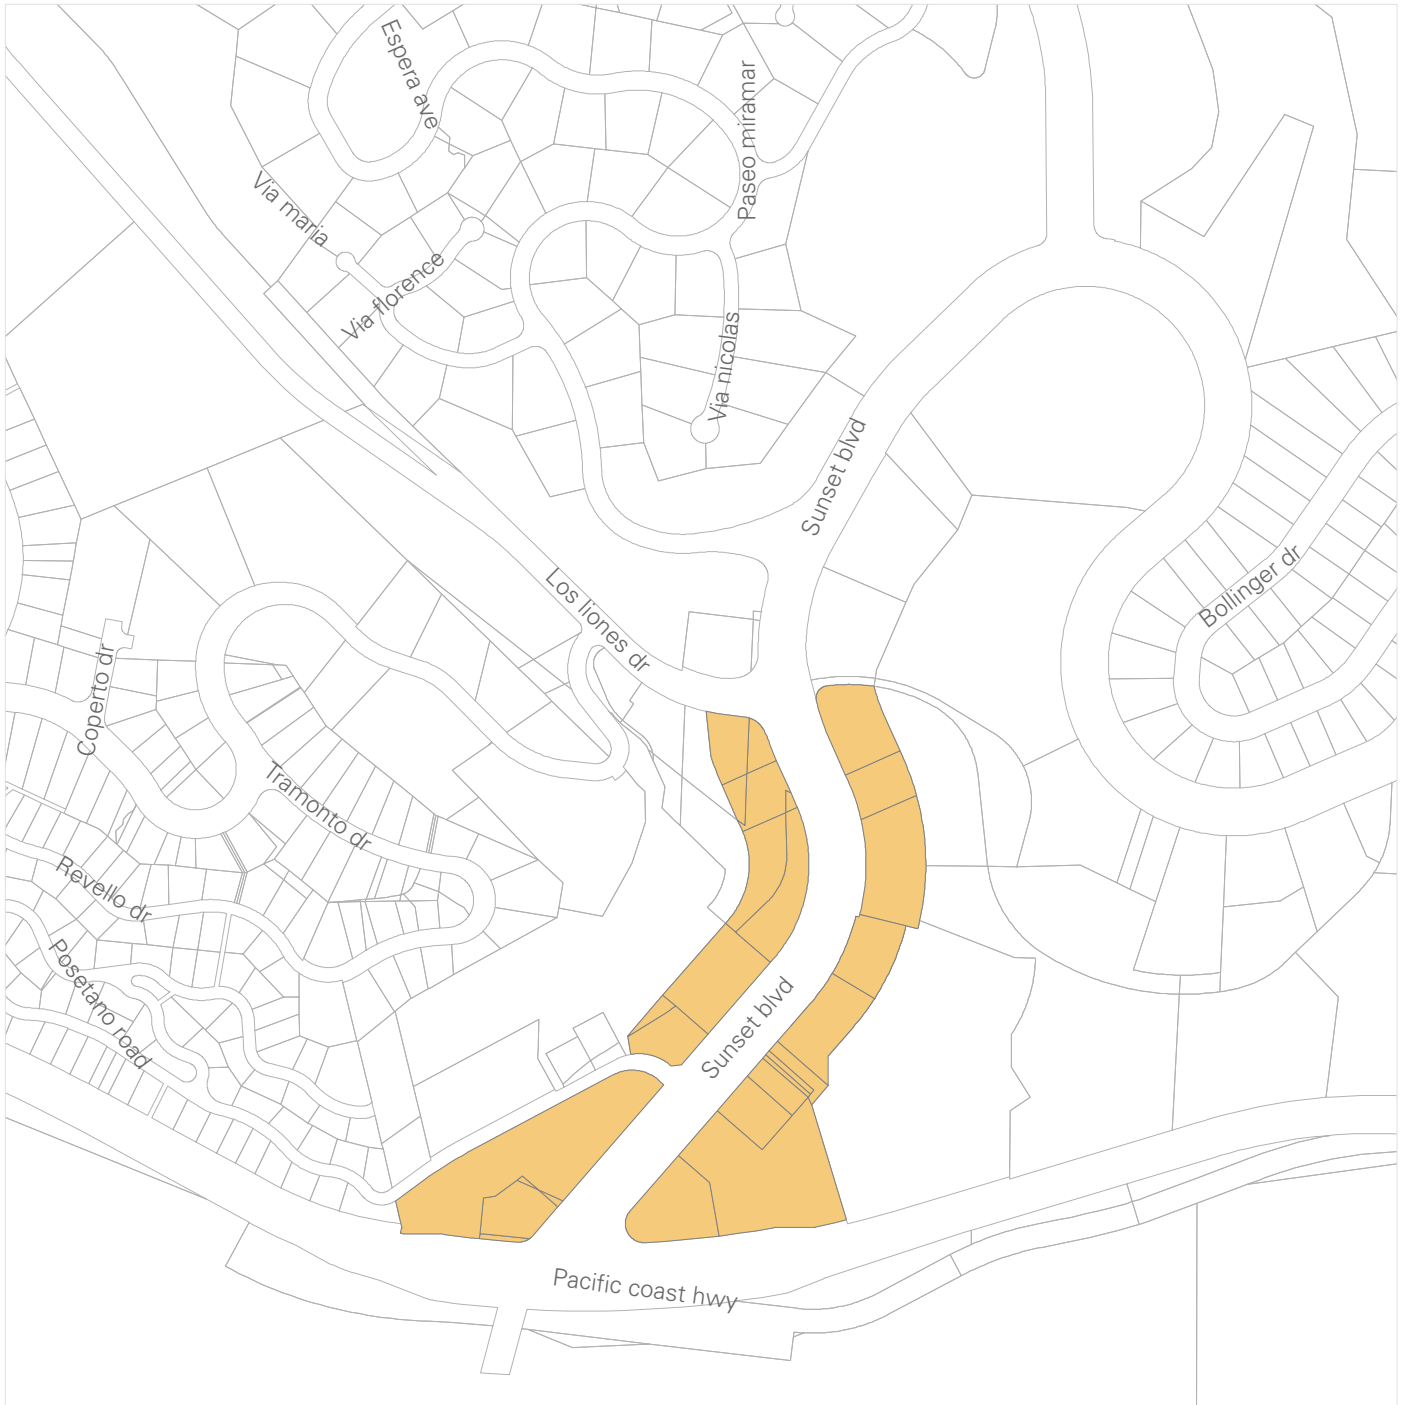 Espera ave
Paseo miramar
Via maria
Via florence
Via nicolas
Sunset blvd
Bollinger dr
Los liones dr
Coperto dr
Tramonto dr
Revello dr
Posetano road
Sunset blvd
Pacific coast hwy